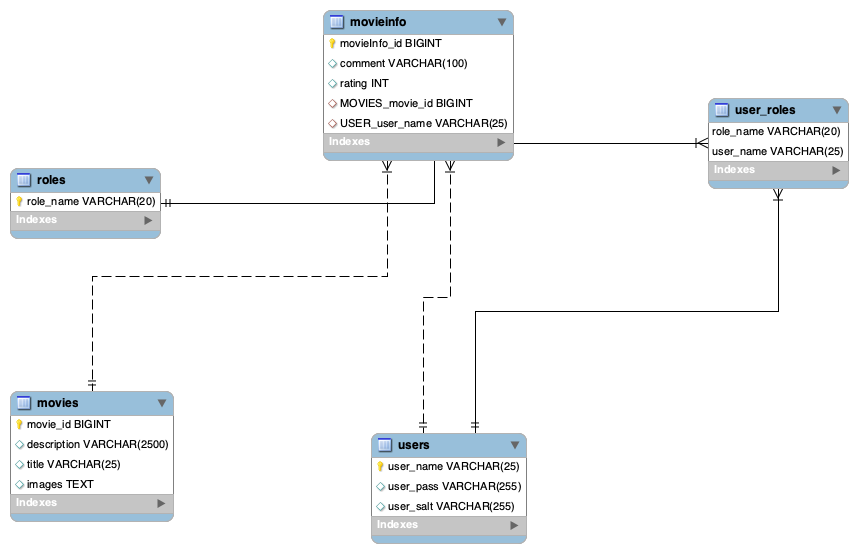 movieinfo
movieInfo_id BIGINT
comment VARCHAR(100)
rating INT
MOVIES_movie_id BIGINT
USER_user_name VARCHAR(25)
Indexes
user_roles
role_name VARCHAR(20)
user_name VARCHAR(25)
Indexes
roles
role_name VARCHAR(20)
Indexes
movies
movie_id BIGINT
description VARCHAR(2500)
title VARCHAR(25)
images TEXT
Indexes
users
user_name VARCHAR(25)
user_pass VARCHAR(255)
user_salt VARCHAR(255)
Indexes